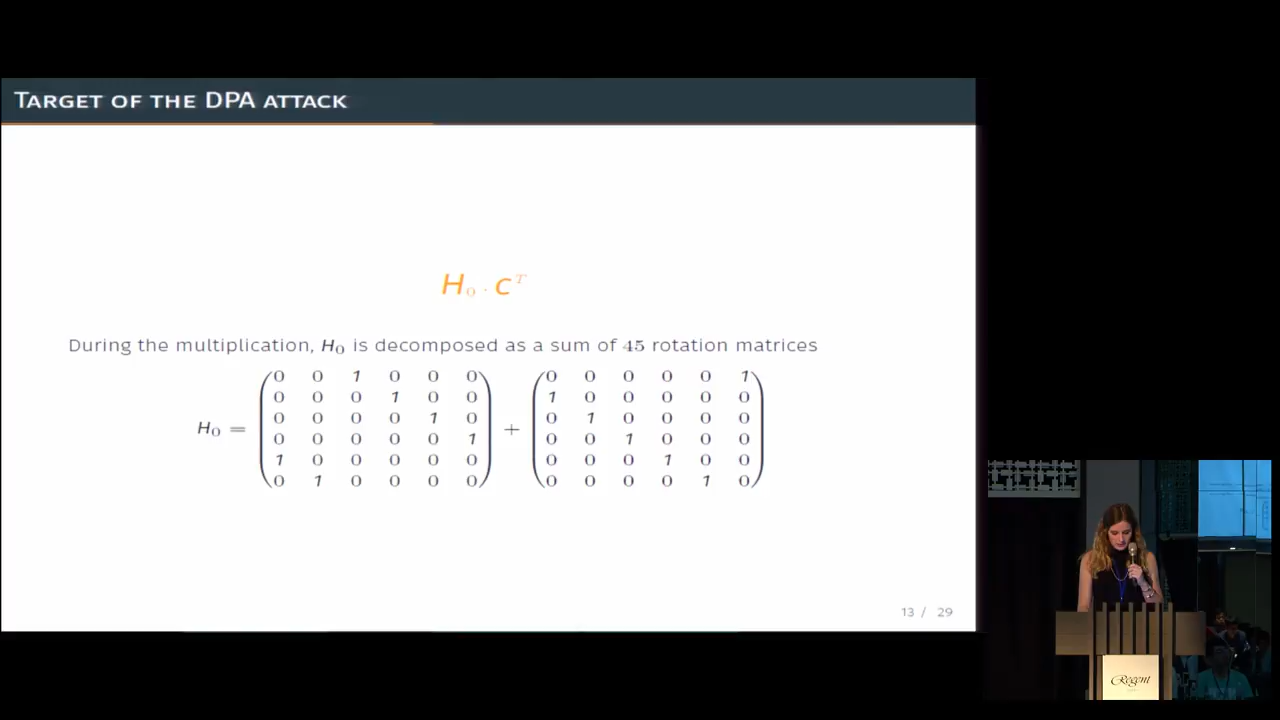 TARGET OF THE DPA ATTACK
H₀ · cᵀ
During the multiplication, H₀ is decomposed as a sum of 45 rotation matrices
H₀ = (0 0 1 0 0 0) + (0 0 0 0 0 1)
0 0 0 1 0 0 1 0 0 0 0 0
0 0 0 0 1 0 0 1 0 0 0 0
0 0 0 0 0 1 0 0 1 0 0 0
1 0 0 0 0 0 0 0 0 1 0 0
0 1 0 0 0 0 0 0 0 0 1 0
13 / 29
Regent